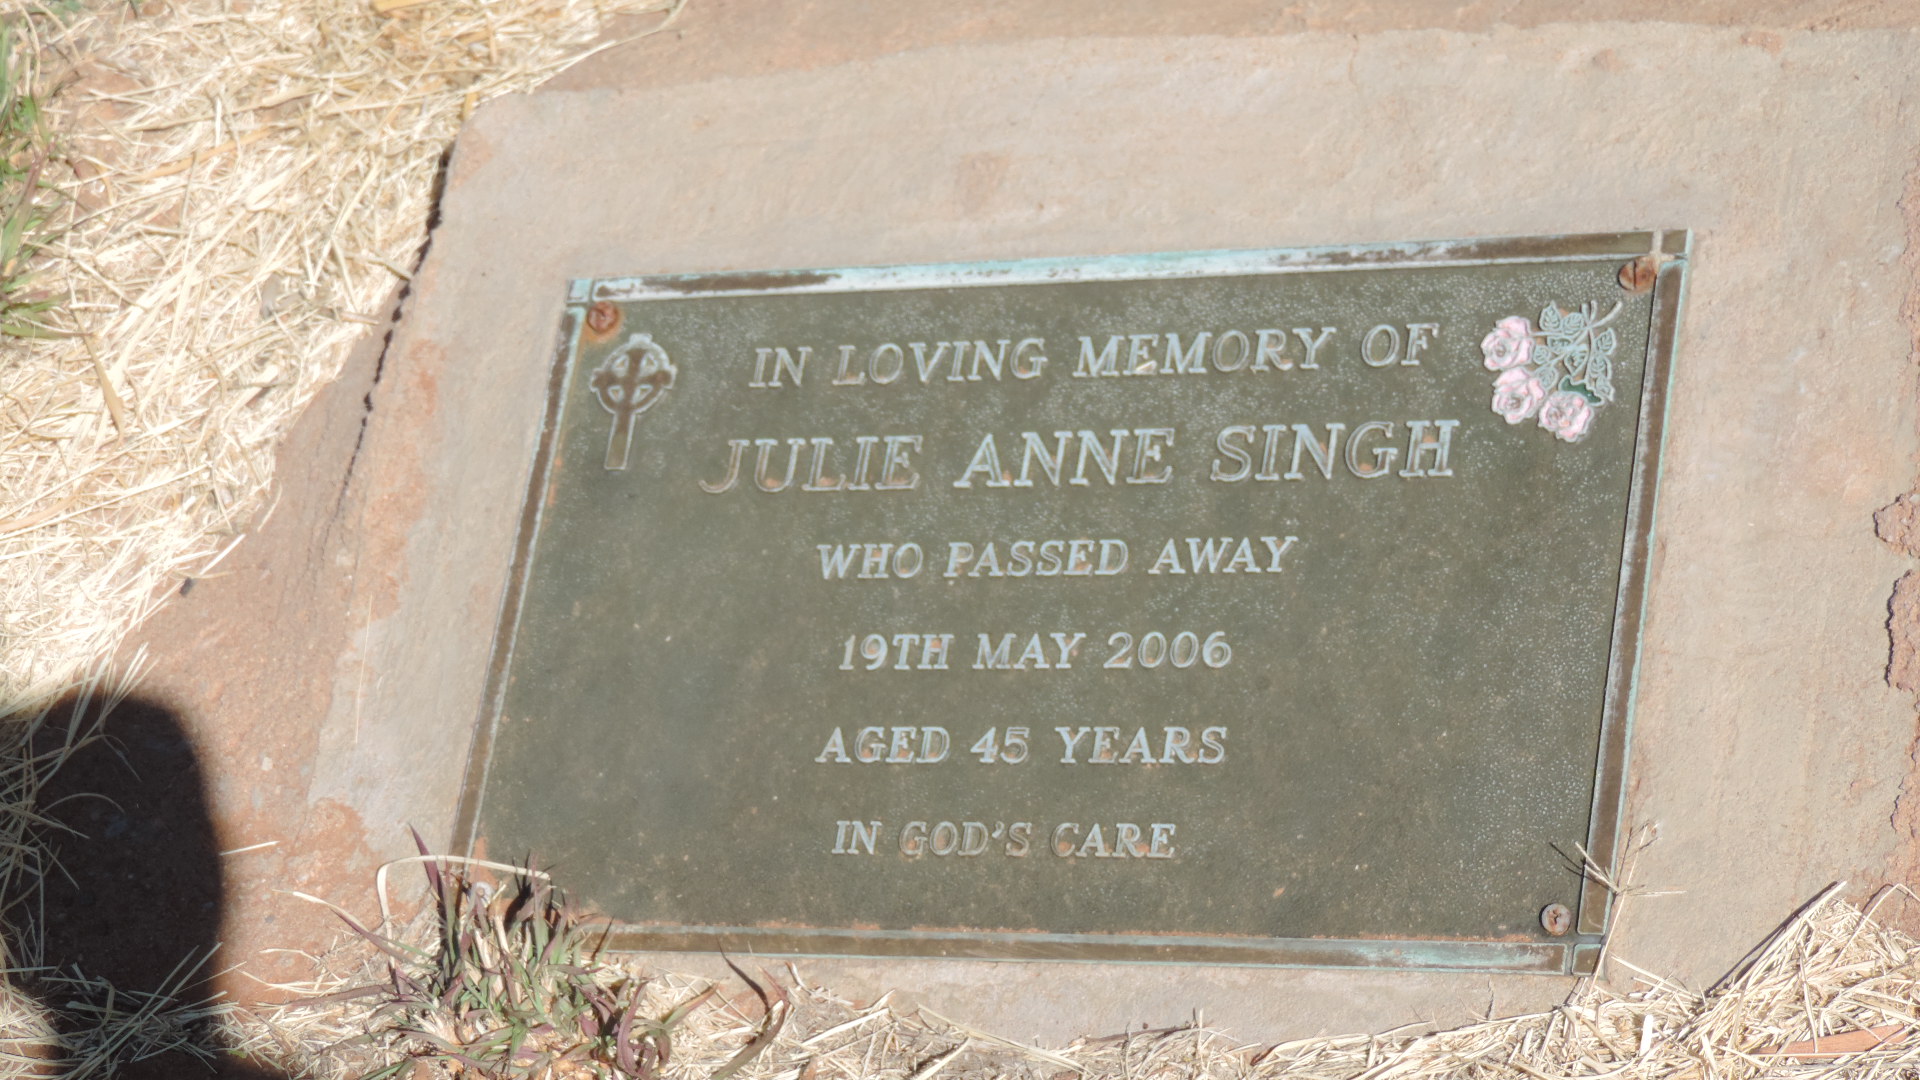 IN LOVING MEMORY OF
JULIE ANNE SINGH
WHO PASSED AWAY
19TH MAY 2006
AGED 45 YEARS
IN GOD'S CARE